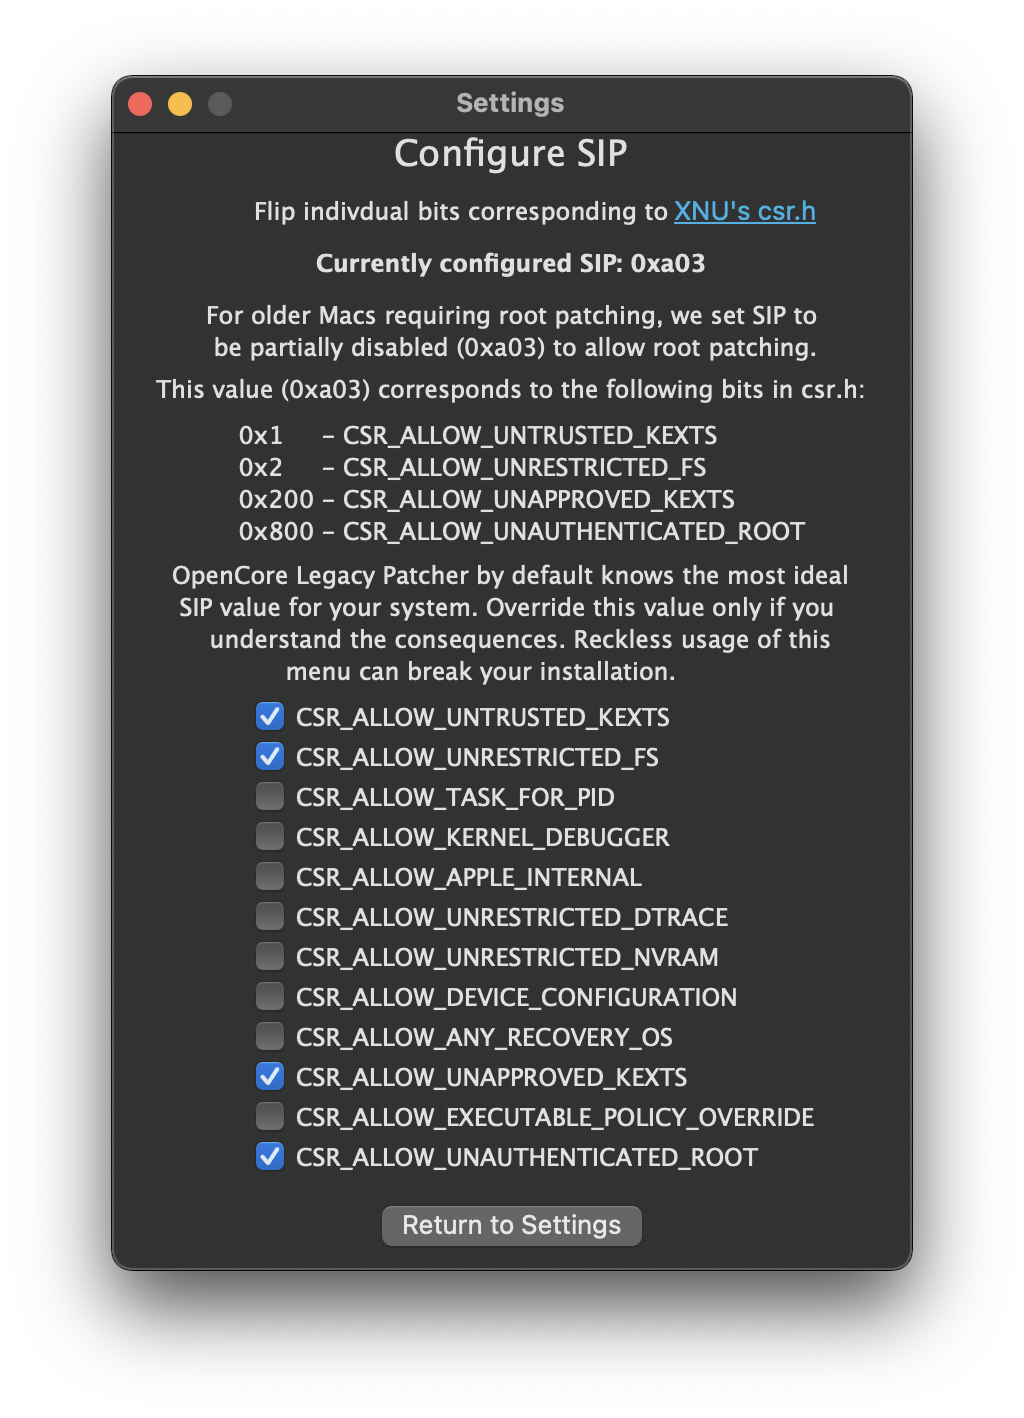 Settings
Configure SIP
Flip indivdual bits corresponding to XNU's csr.h
Currently configured SIP: 0xa03
For older Macs requiring root patching, we set SIP to
be partially disabled (0xa03) to allow root patching.
This value (0xa03) corresponds to the following bits in csr.h:
0x1 – CSR_ALLOW_UNTRUSTED_KEXTS
0x2 – CSR_ALLOW_UNRESTRICTED_FS
0x200 – CSR_ALLOW_UNAPPROVED_KEXTS
0x800 – CSR_ALLOW_UNAUTHENTICATED_ROOT
OpenCore Legacy Patcher by default knows the most ideal
SIP value for your system. Override this value only if you
understand the consequences. Reckless usage of this
menu can break your installation.
CSR_ALLOW_UNTRUSTED_KEXTS
CSR_ALLOW_UNRESTRICTED_FS
CSR_ALLOW_TASK_FOR_PID
CSR_ALLOW_KERNEL_DEBUGGER
CSR_ALLOW_APPLE_INTERNAL
CSR_ALLOW_UNRESTRICTED_DTRACE
CSR_ALLOW_UNRESTRICTED_NVRAM
CSR_ALLOW_DEVICE_CONFIGURATION
CSR_ALLOW_ANY_RECOVERY_OS
CSR_ALLOW_UNAPPROVED_KEXTS
CSR_ALLOW_EXECUTABLE_POLICY_OVERRIDE
CSR_ALLOW_UNAUTHENTICATED_ROOT
Return to Settings